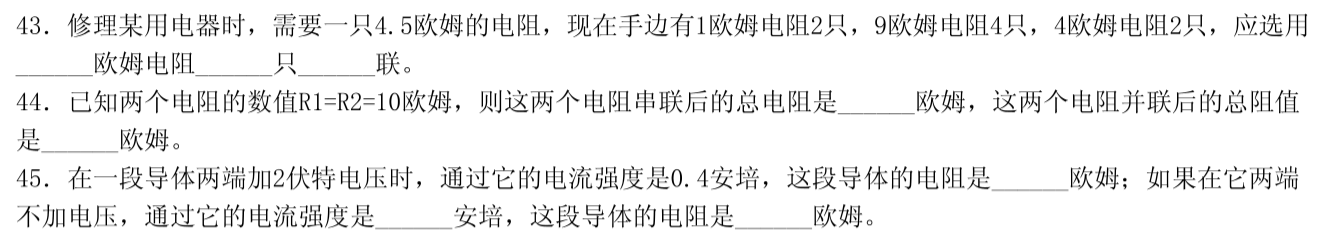 43．修理某用电器时，需要一只4.5欧姆的电阻，现在手边有1欧姆电阻2只，9欧姆电阻4只，4欧姆电阻2只，应选用
______欧姆电阻______只______联。
44．已知两个电阻的数值R1=R2=10欧姆，则这两个电阻串联后的总电阻是______欧姆，这两个电阻并联后的总阻值
是______欧姆。
45．在一段导体两端加2伏特电压时，通过它的电流强度是0.4安培，这段导体的电阻是______欧姆；如果在它两端
不加电压，通过它的电流强度是______安培，这段导体的电阻是______欧姆。